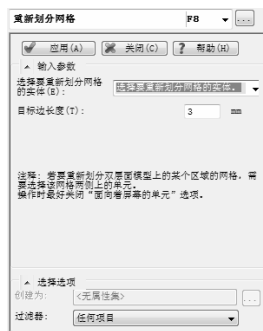 重新划分网格 F8 ...
应用(A) 关闭(C) ? 帮助(H)
输入参数
选择要重新划分网格
的实体(E): 选择要重新划分网格的实体。
目标边长度(T): 3 mm
注释: 若要重新划分双层面模型上的某个区域的网格, 需
要选择该网格两侧上的单元。
操作时最好关闭“面向着屏幕的单元”选项。
选择选项
创建为: <无属性集> ...
过滤器: 任何项目